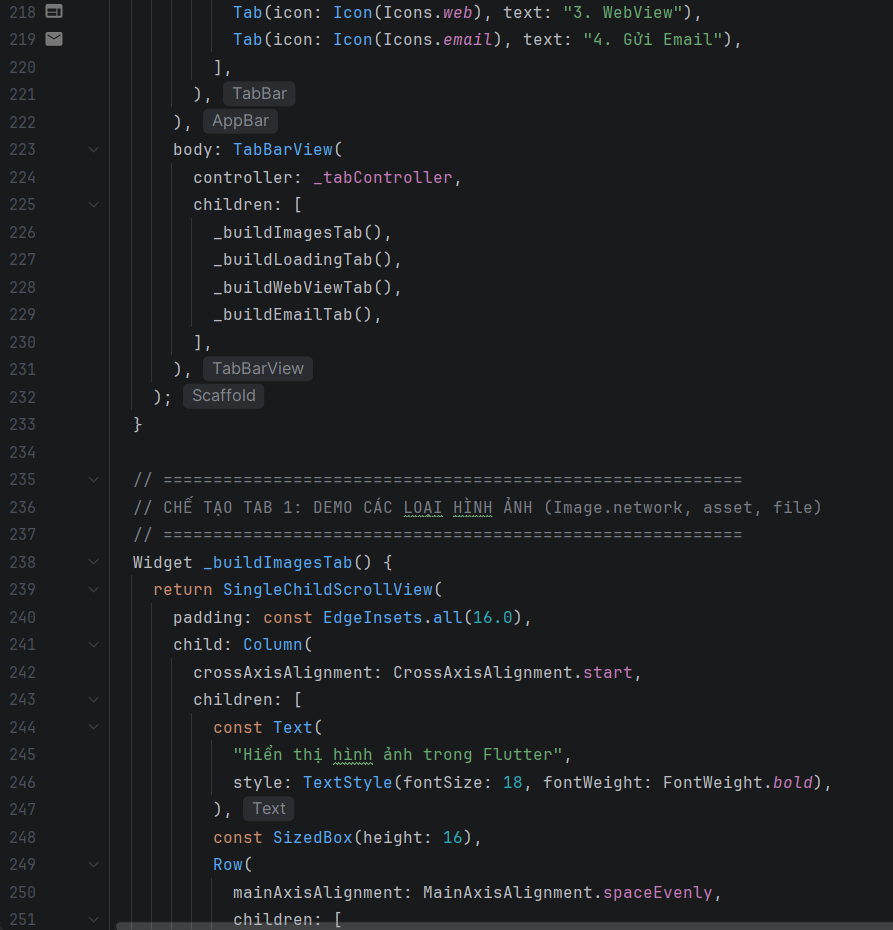 218 Tab(icon: Icon(Icons.web), text: "3. WebView"),
219 Tab(icon: Icon(Icons.email), text: "4. Gửi Email"),
220 ],
221 ), TabBar
222 ), AppBar
223 body: TabBarView(
224 controller: _tabController,
225 children: [
226 _buildImagesTab(),
227 _buildLoadingTab(),
228 _buildWebViewTab(),
229 _buildEmailTab(),
230 ],
231 ), TabBarView
232 ); Scaffold
233 }
234
235 // ==========================================================
236 // CHẾ TẠO TAB 1: DEMO CÁC LOẠI HÌNH ẢNH (Image.network, asset, file)
237 // ==========================================================
238 Widget _buildImagesTab() {
239 return SingleChildScrollView(
240 padding: const EdgeInsets.all(16.0),
241 child: Column(
242 crossAxisAlignment: CrossAxisAlignment.start,
243 children: [
244 const Text(
245 "Hiển thị hình ảnh trong Flutter",
246 style: TextStyle(fontSize: 18, fontWeight: FontWeight.bold),
247 ), Text
248 const SizedBox(height: 16),
249 Row(
250 mainAxisAlignment: MainAxisAlignment.spaceEvenly,
251 children: [